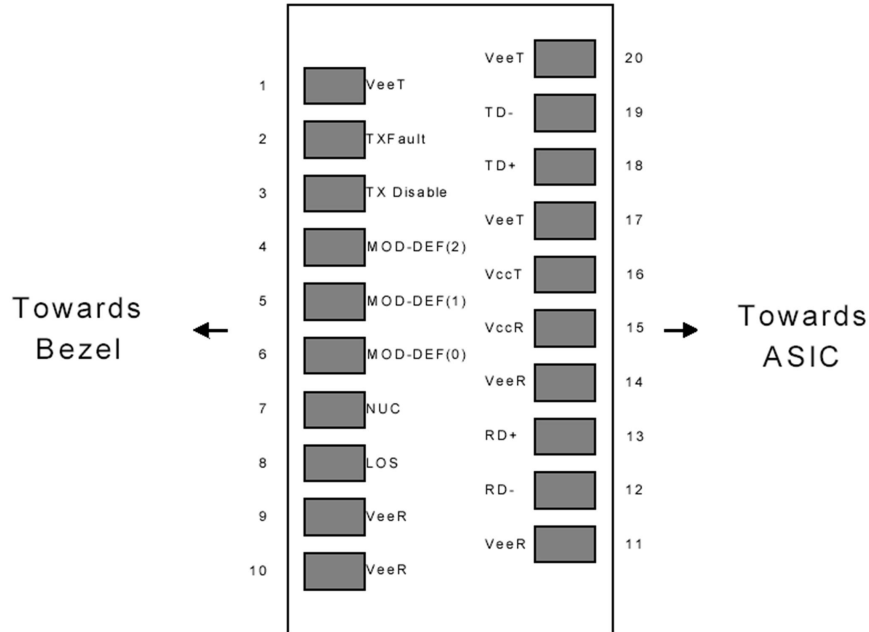 VeeT 20
1 VeeT
TD- 19
2 TXFault
TD+ 18
3 TX Disable
VeeT 17
4 MOD-DEF(2)
VccT 16
5 MOD-DEF(1)
Towards
Bezel
VccR 15
Towards
ASIC
6 MOD-DEF(0)
VeeR 14
7 NUC
RD+ 13
8 LOS
RD- 12
9 VeeR
VeeR 11
10 VeeR